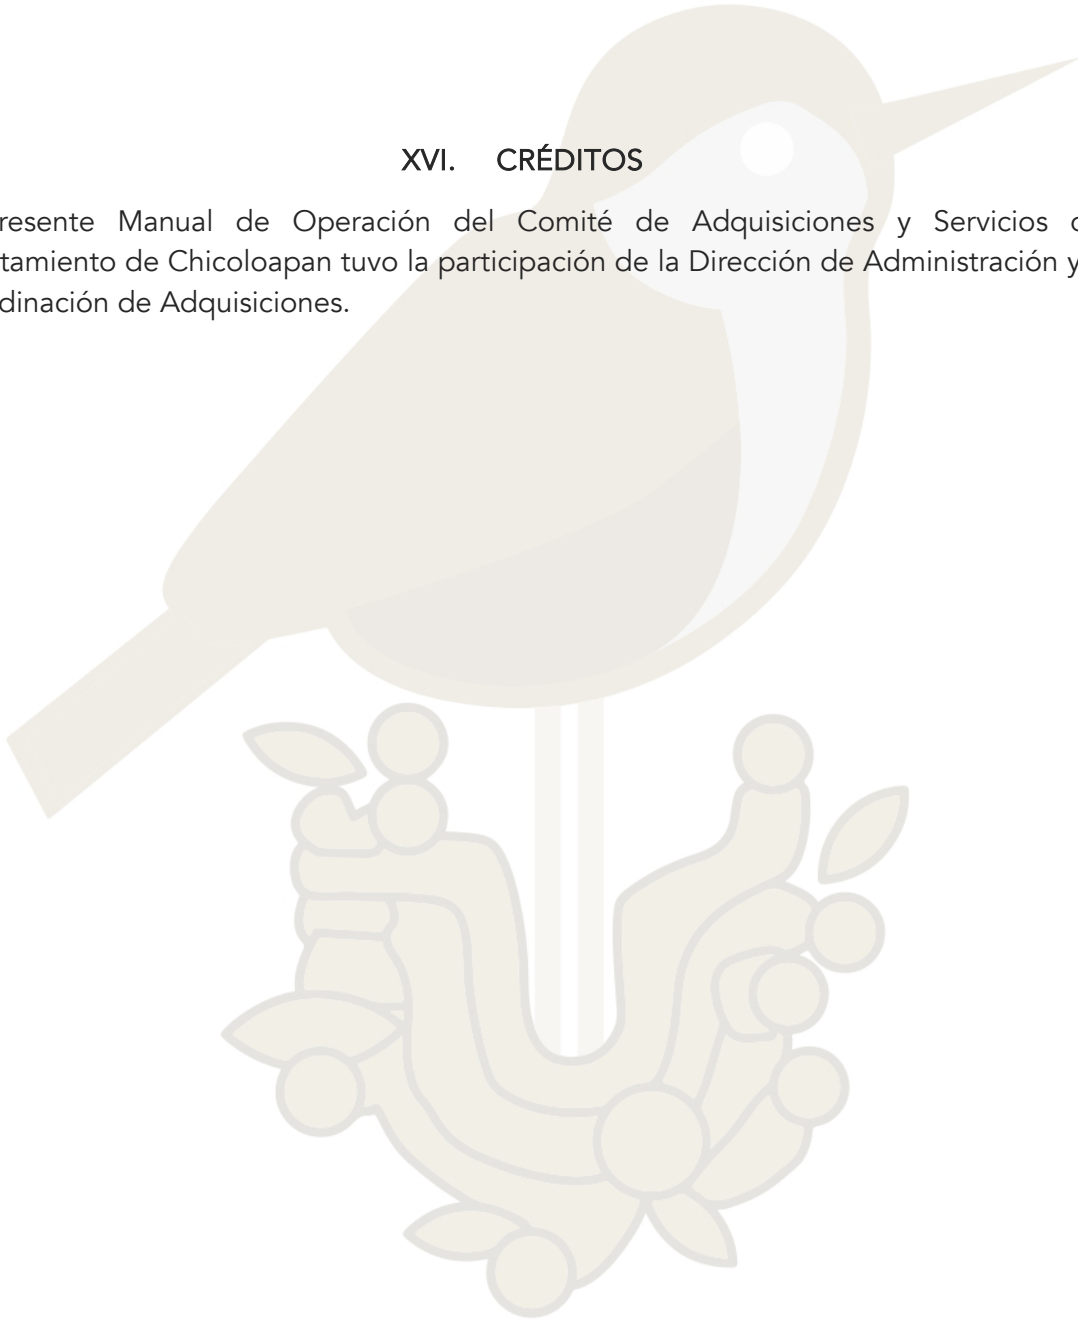 XVI. CRÉDITOS
resente Manual de Operación del Comité de Adquisiciones y Servicios
tamiento de Chicoloapan tuvo la participación de la Dirección de Administración y
dinación de Adquisiciones.